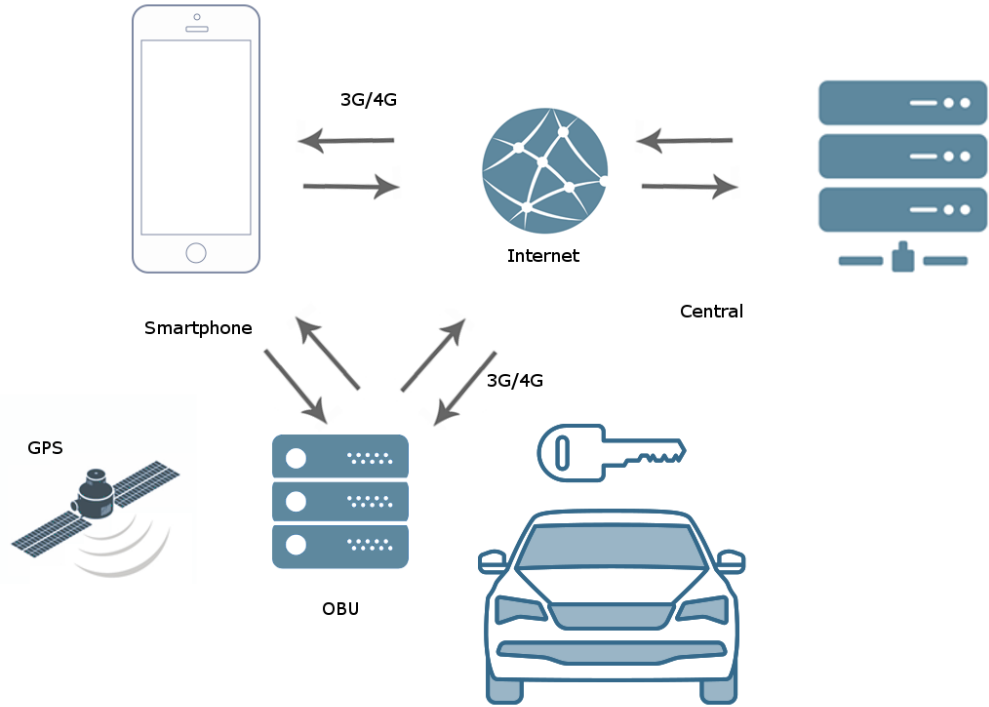 3G/4G
Internet
Central
Smartphone
3G/4G
GPS
OBU